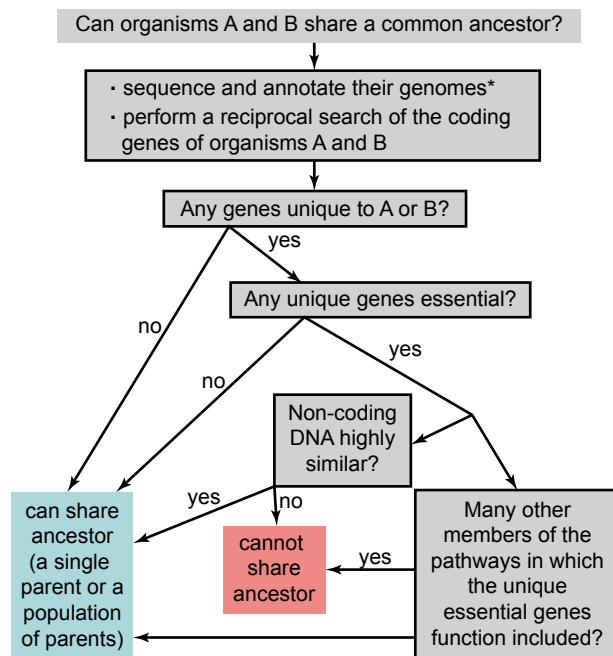 Can organisms A and B share a common ancestor?
· sequence and annotate their genomes*
· perform a reciprocal search of the coding
genes of organisms A and B
Any genes unique to A or B?
yes
Any unique genes essential?
no
no
yes
Non-coding
DNA highly
similar?
yes
no
can share
ancestor
(a single
parent or a
population
of parents)
cannot
share
ancestor
yes
Many other
members of the
pathways in which
the unique
essential genes
function included?